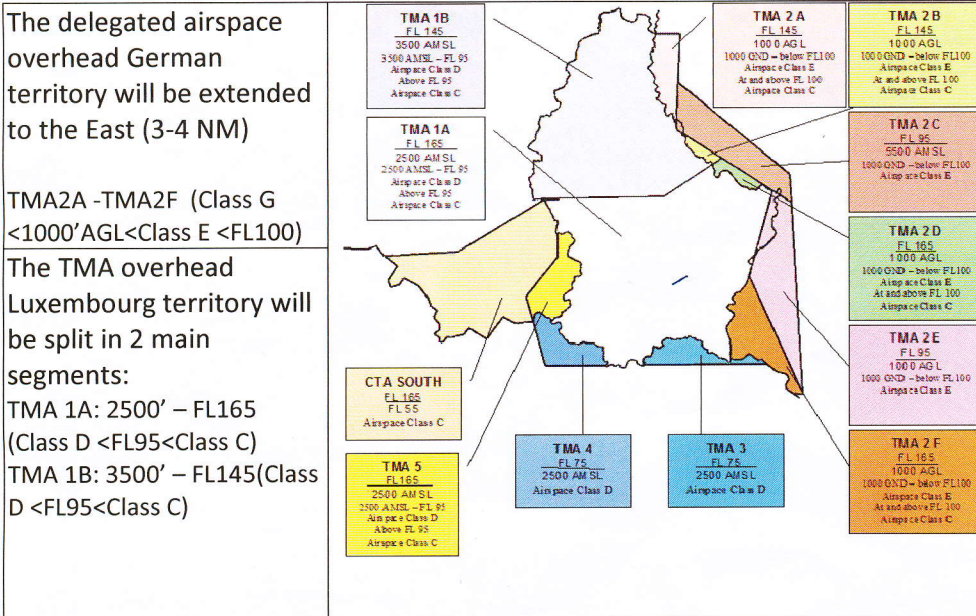 The delegated airspace
overhead German
territory will be extended
to the East (3-4 NM)
TMA2A -TMA2F (Class G
<1000’AGL<Class E <FL100)
The TMA overhead
Luxembourg territory will
be split in 2 main
segments:
TMA 1A: 2500’ – FL165
(Class D <FL95<Class C)
TMA 1B: 3500’ – FL145(Class
D <FL95<Class C)
TMA 1B
FL 145
3500 AMSL
3500 AMSL – FL 95
Airspace Class D
Above FL 95
Airspace Class C
TMA 1A
FL 165
2500 AMSL
2500 AMSL – FL 95
Airspace Class D
Above FL 95
Airspace Class C
TMA 2 A
FL 145
1000 AGL
1000 GND – below FL100
Airspace Class E
At and above FL 100
Airspace Class C
TMA 2 B
FL 145
1000 AGL
1000 GND – below FL100
Airspace Class E
At and above FL 100
Airspace Class C
TMA 2 C
FL 95
5500 AMSL
1000 GND – below FL100
Airspace Class E
TMA 2 D
FL 165
1000 AGL
1000 GND – below FL100
Airspace Class E
At and above FL 100
Airspace Class C
TMA 2 E
FL 95
1000 AGL
1000 GND – below FL100
Airspace Class E
TMA 2 F
FL 165
1000 AGL
1000 GND – below FL100
Airspace Class E
At and above FL 100
Airspace Class C
CTA SOUTH
FL 165
FL 55
Airspace Class C
TMA 5
FL165
2500 AMSL
2500 AMSL – FL 95
Airspace Class D
Above FL 95
Airspace Class C
TMA 4
FL 75
2500 AMSL
Airspace Class D
TMA 3
FL 75
2500 AMSL
Airspace Class D